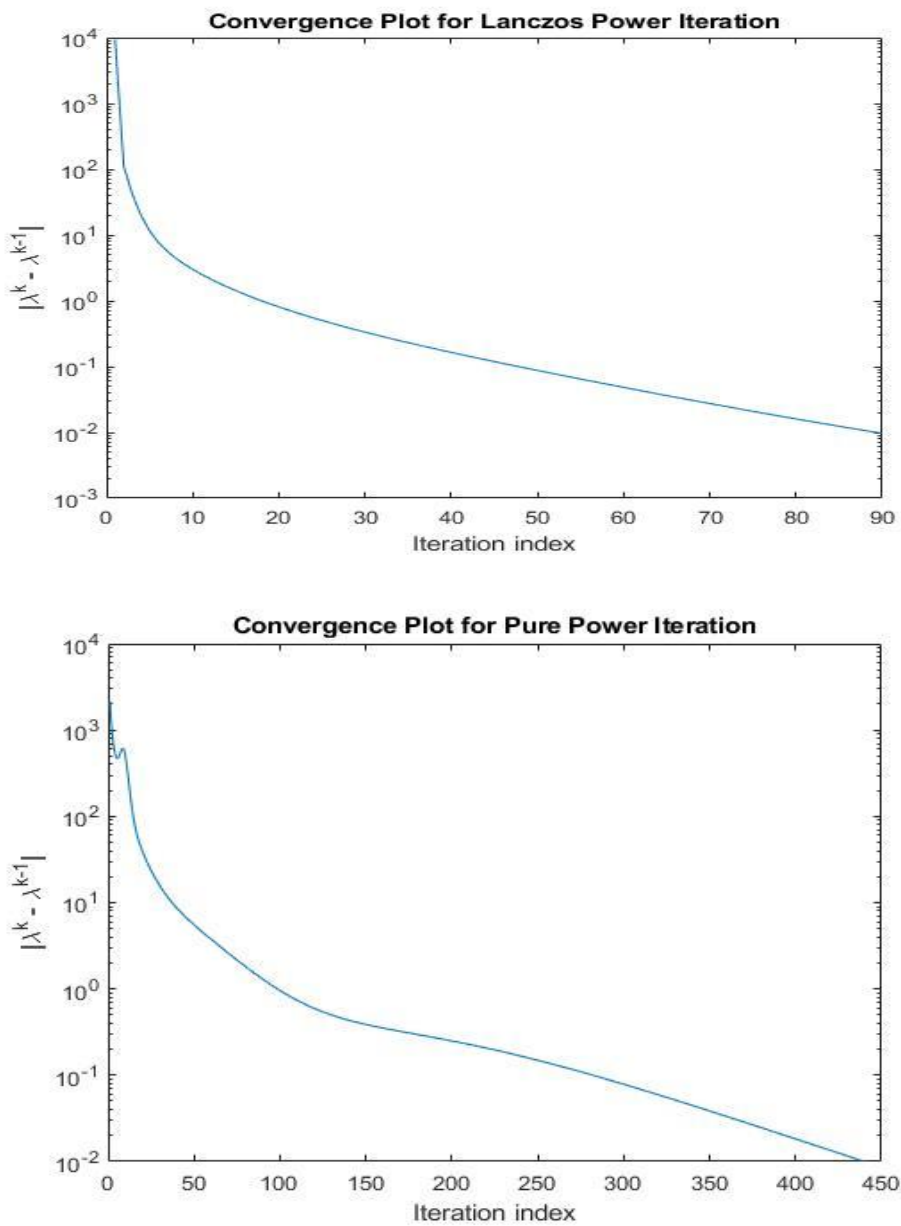 Convergence Plot for Lanczos Power Iteration
10^4
10^3
10^2
10^1
10^0
10^-1
10^-2
10^-3
|λ^k - λ^k-1|
0 10 20 30 40 50 60 70 80 90
Iteration index
Convergence Plot for Pure Power Iteration
10^4
10^3
10^2
10^1
10^0
10^-1
10^-2
|λ^k - λ^k-1|
0 50 100 150 200 250 300 350 400 450
Iteration index